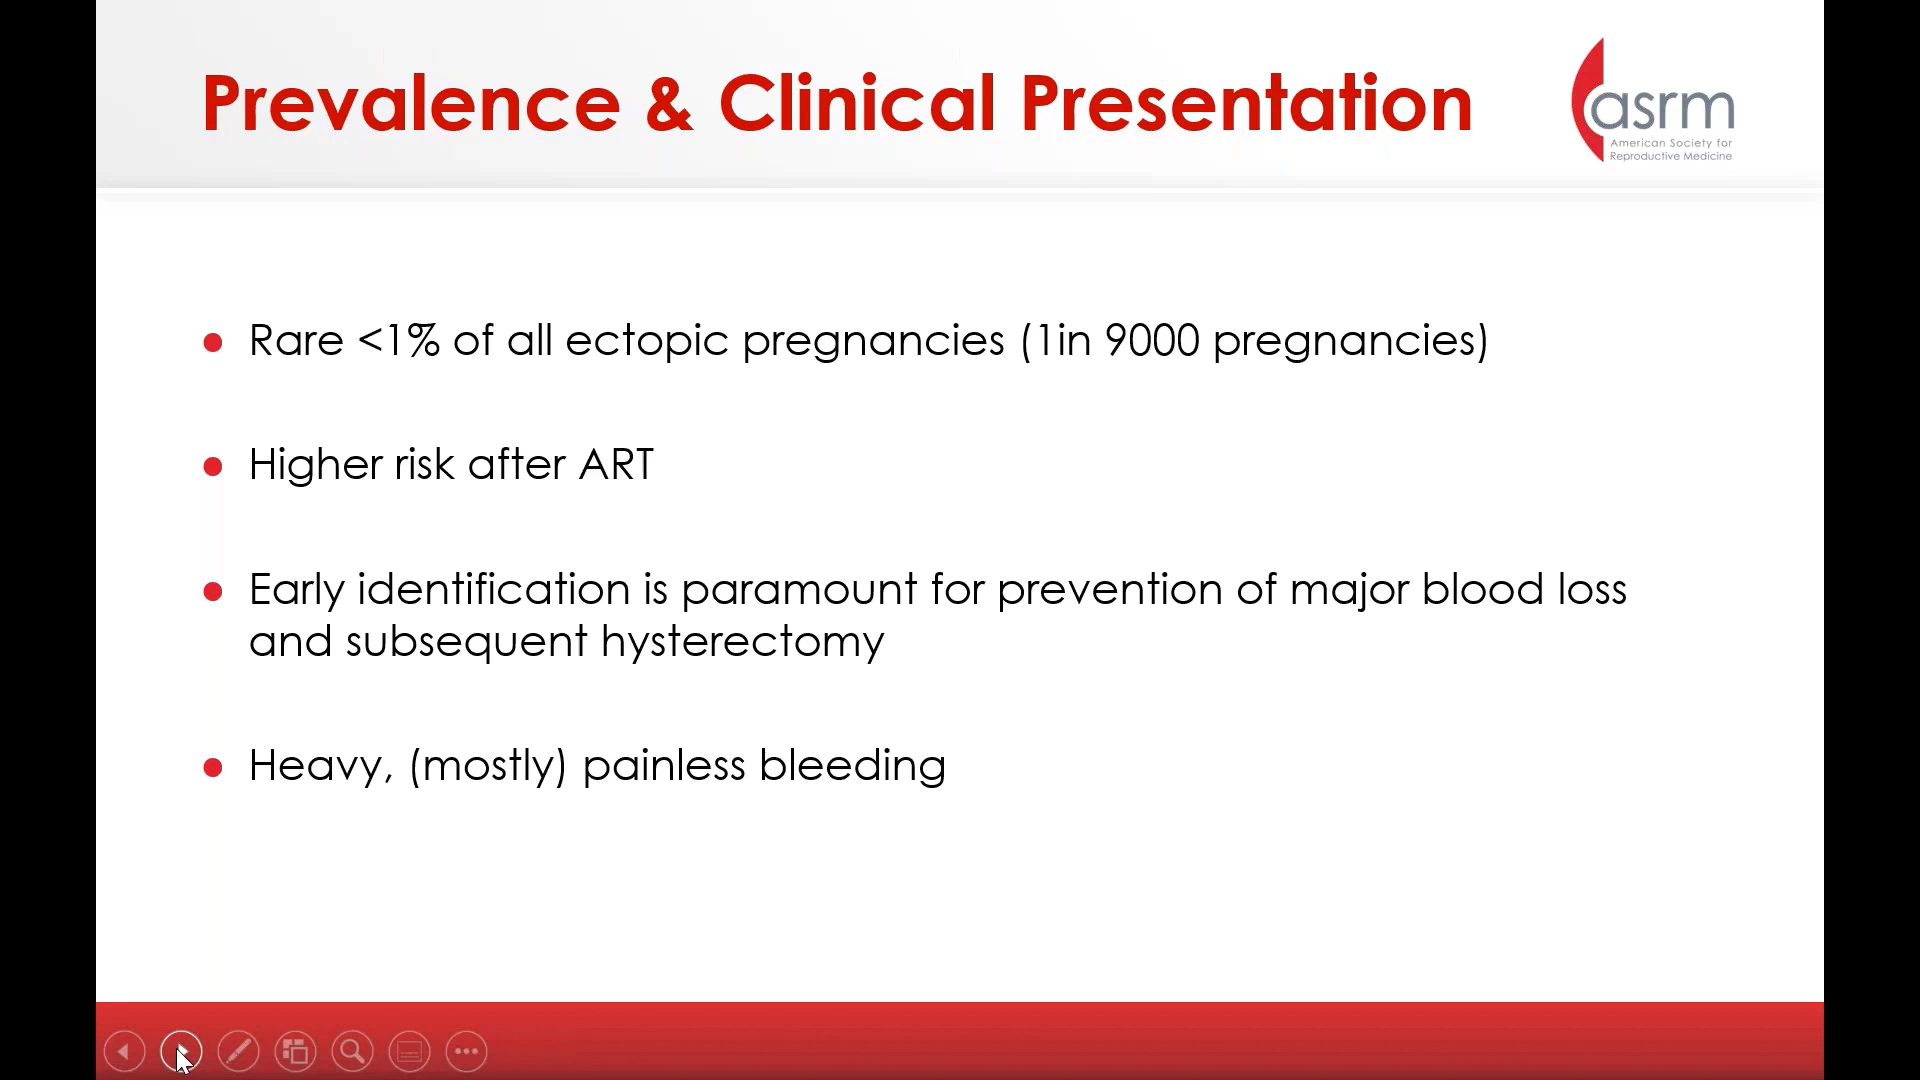 Prevalence & Clinical Presentation
asrm
American Society for
Reproductive Medicine
• Rare <1% of all ectopic pregnancies (1in 9000 pregnancies)
• Higher risk after ART
• Early identification is paramount for prevention of major blood loss
and subsequent hysterectomy
• Heavy, (mostly) painless bleeding